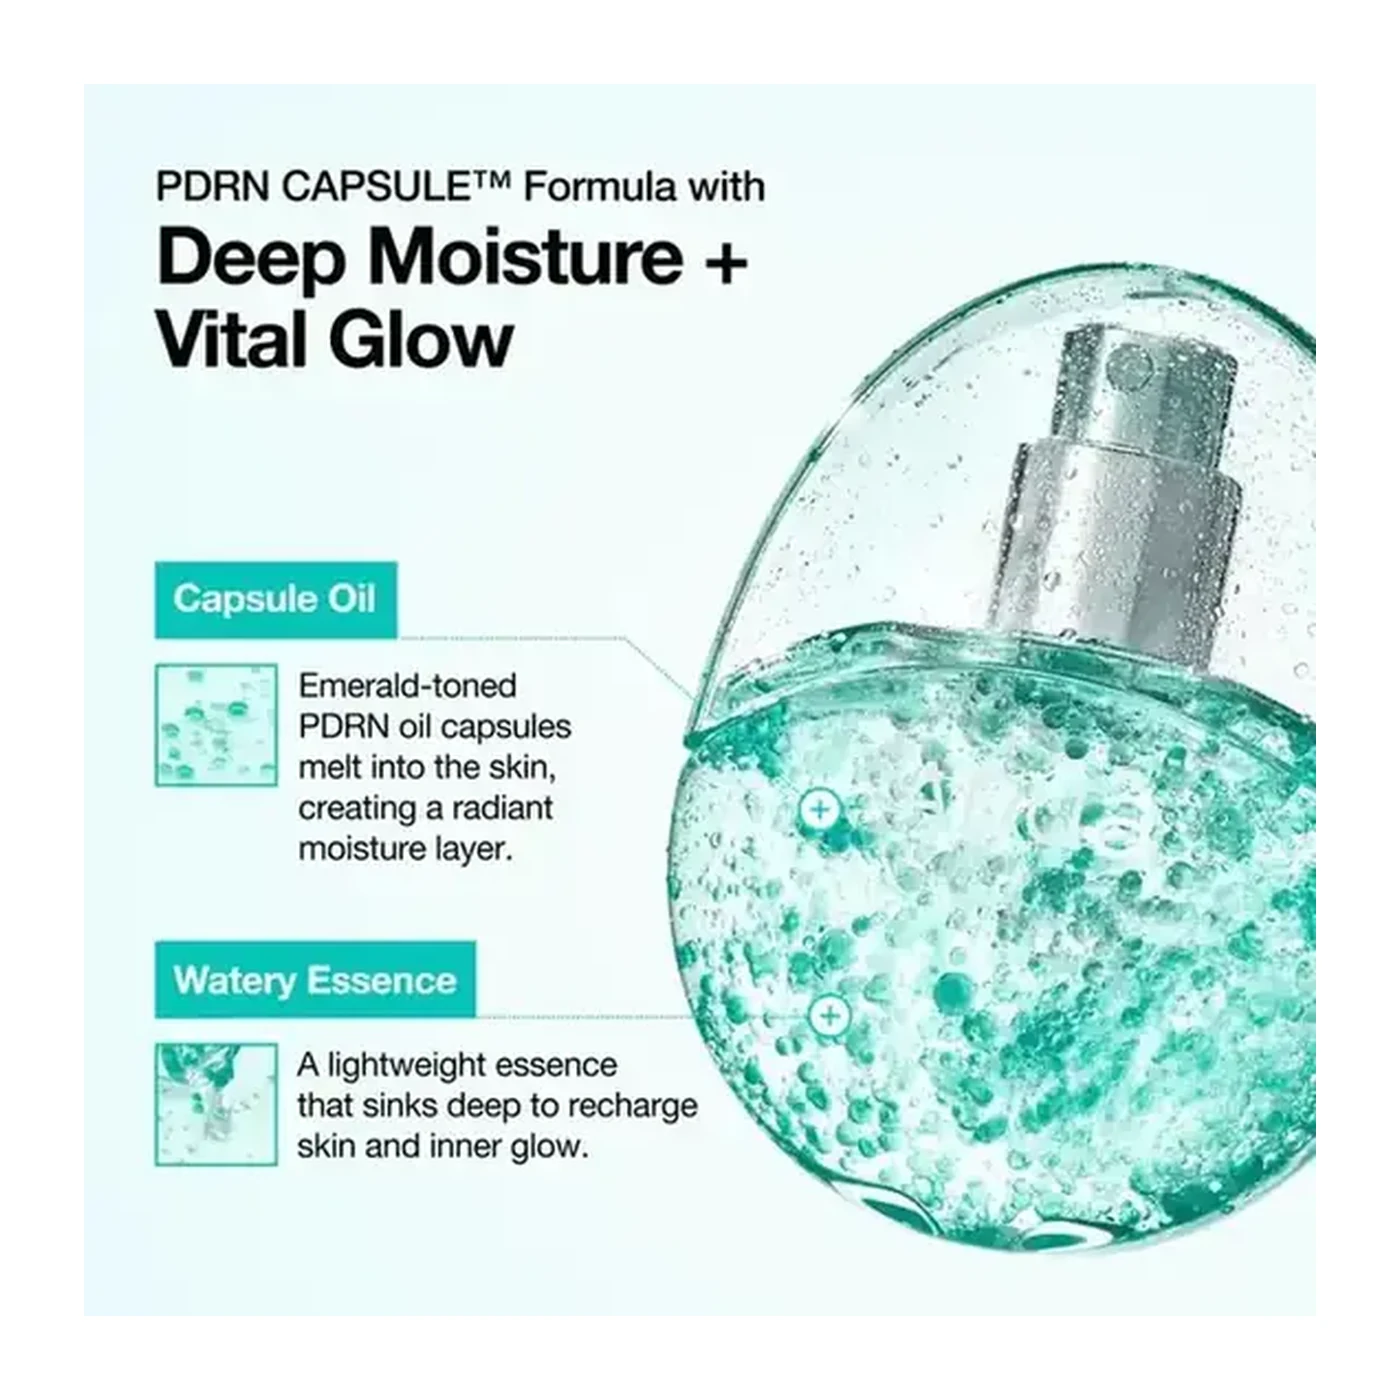 PDRN CAPSULE™ Formula with
Deep Moisture +
Vital Glow
Capsule Oil
Emerald-toned
PDRN oil capsules
melt into the skin,
creating a radiant
moisture layer.
Watery Essence
A lightweight essence
that sinks deep to recharge
skin and inner glow.